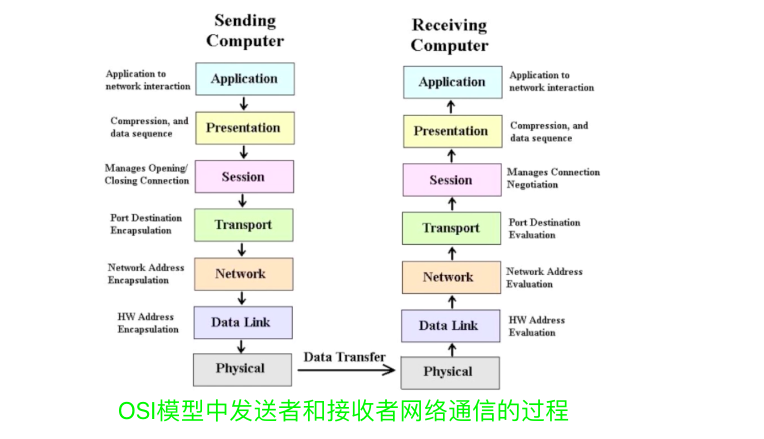 Sending
Computer
Receiving
Computer
Application to
network interaction
Application
Application
Application to
network interaction
Compression, and
data sequence
Presentation
Presentation
Compression, and
data sequence
Manages Opening/
Closing Connection
Session
Session
Manages Connection
Negotiation
Port Destination
Encapsulation
Transport
Transport
Port Destination
Evaluation
Network Address
Encapsulation
Network
Network
Network Address
Evaluation
HW Address
Encapsulation
Data Link
Data Link
HW Address
Evaluation
Physical
Data Transfer
Physical
OSI模型中发送者和接收者网络通信的过程